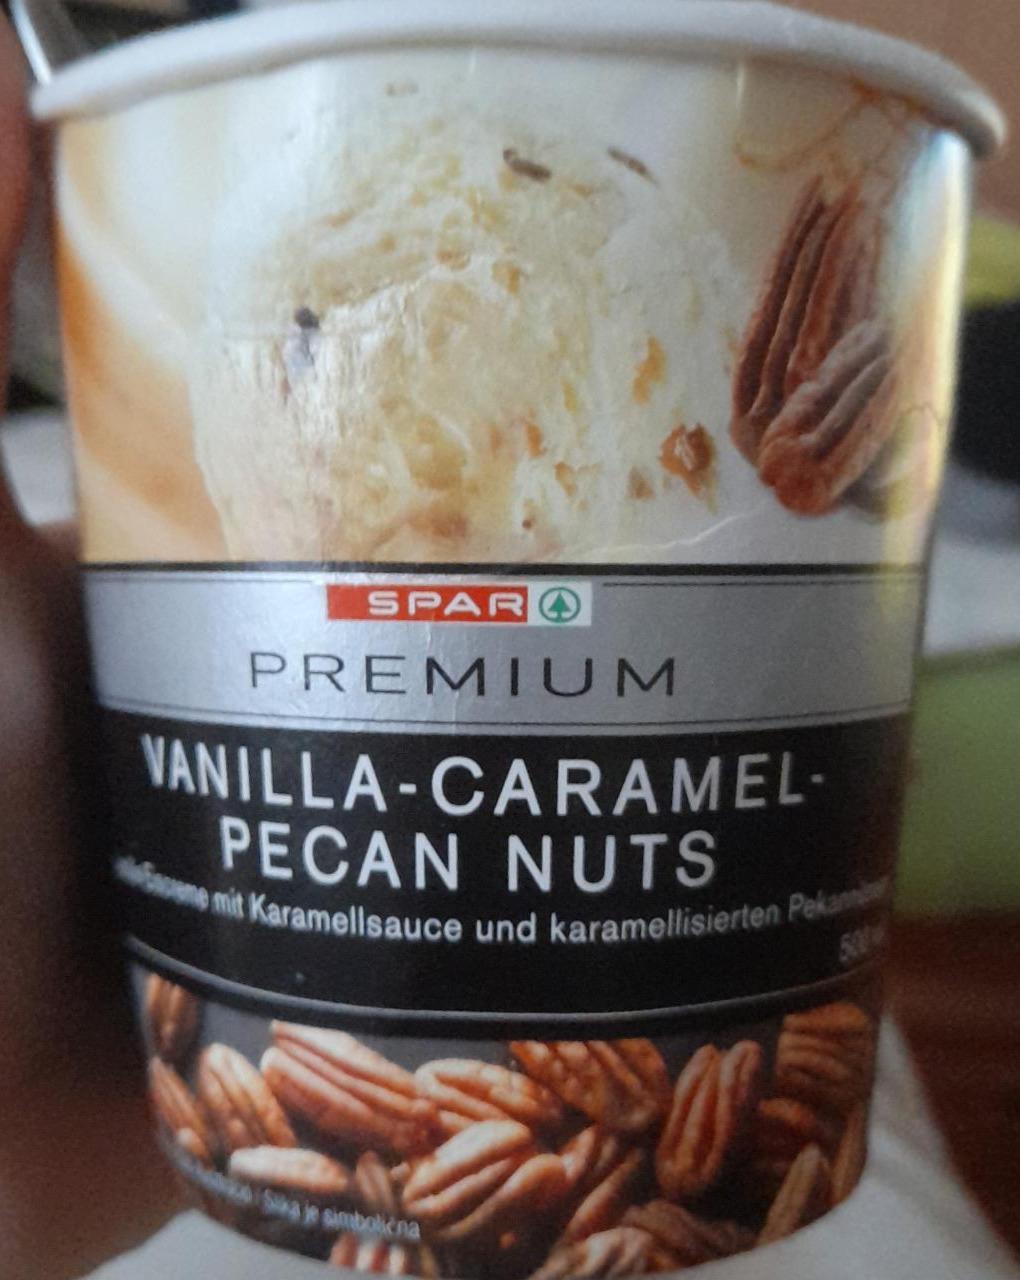 SPAR
PREMIUM
VANILLA-CARAMEL-
PECAN NUTS
mit Karamellsauce und karamellisierten
Slika je simbolična